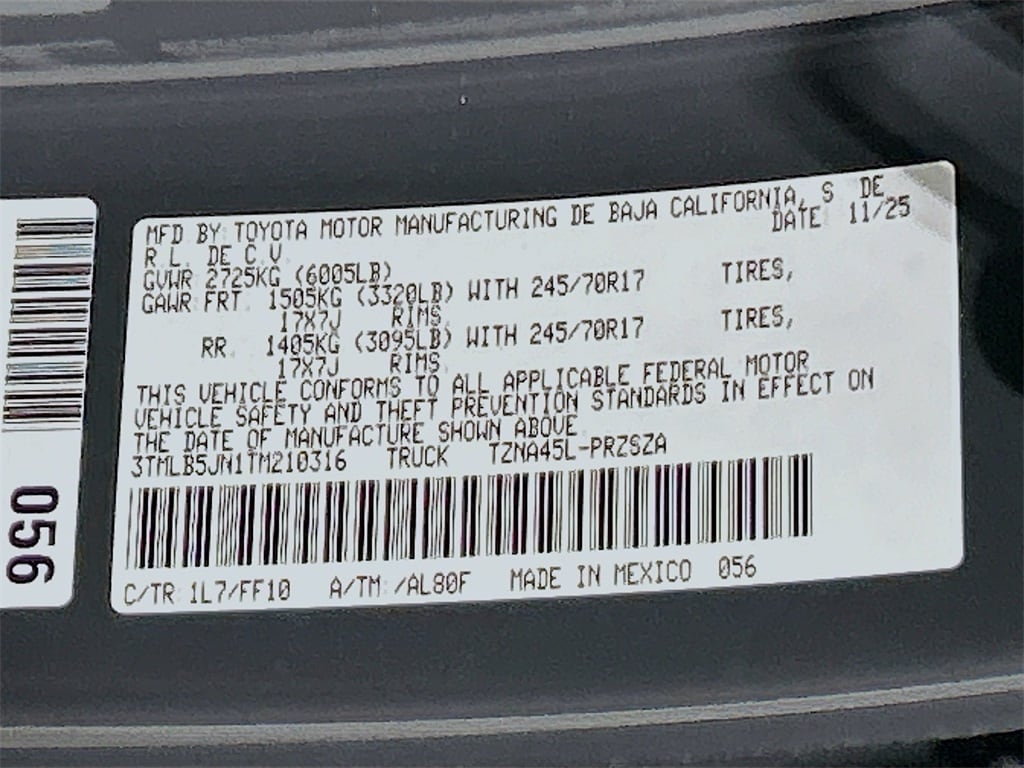 MFD BY: TOYOTA MOTOR MANUFACTURING DE BAJA CALIFORNIA, S DE
R.L. DE C.V. DATE 11/25
GVWR 2725KG (6005LB)
GAWR FRT. 1505KG (3320LB) WITH 245/70R17 TIRES,
17X7J RIMS,
RR. 1405KG (3095LB) WITH 245/70R17 TIRES,
17X7J RIMS,
THIS VEHICLE CONFORMS TO ALL APPLICABLE FEDERAL MOTOR
VEHICLE SAFETY AND THEFT PREVENTION STANDARDS IN EFFECT ON
THE DATE OF MANUFACTURE SHOWN ABOVE.
3TMLB5JN1TM210316 TRUCK TZNA45L-PRZSZA
C/TR:1L7/FF10 A/TM:/AL80F MADE IN MEXICO 056
056